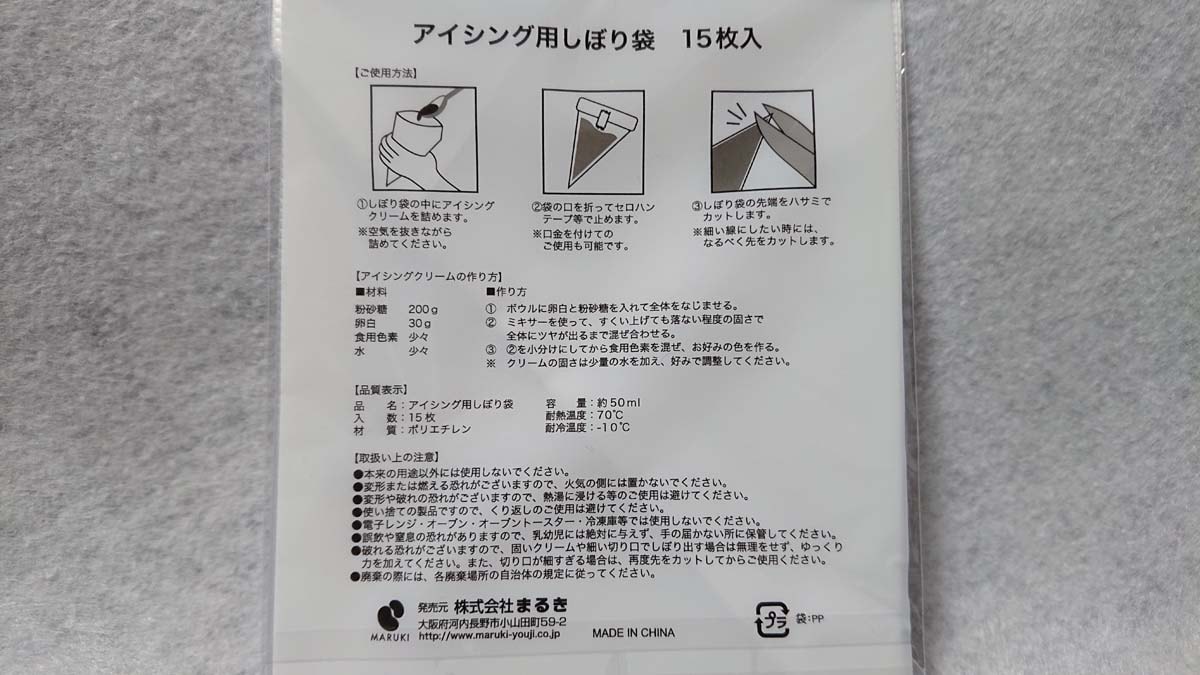 アイシング用しぼり袋　15枚入
【ご使用方法】
①しぼり袋の中にアイシング
クリームを詰めます。
※空気を抜きながら
詰めてください。
②袋の口を折ってセロハン
テープ等で止めます。
※口金を付けての
ご使用も可能です。
③しぼり袋の先端をハサミで
カットします。
※細い線にしたい時には、
なるべく先をカットします。
【アイシングクリームの作り方】
■材料
粉砂糖　200g
卵白　30g
食用色素　少々
水　少々
■作り方
①　ボウルに卵白と粉砂糖を入れて全体をなじませる。
②　ミキサーを使って、すくい上げても落ない程度の固さで
全体にツヤが出るまで混ぜ合わせる。
③　②を小分けにしてから食用色素を混ぜ、お好みの色を作る。
※　クリームの固さは少量の水を加え、好みで調整してください。
【品質表示】
品　名：アイシング用しぼり袋
入　数：15枚
材　質：ポリエチレン
容　量：約50ml
耐熱温度：70℃
耐冷温度：-10℃
【取扱い上の注意】
●本来の用途以外には使用しないでください。
●変形または燃える恐れがございますので、火気の側には置かないでください。
●変形や破れの恐れがございますので、熱湯に浸ける等のご使用は避けてください。
●使い捨ての製品ですので、くり返しのご使用は避けてください。
●電子レンジ・オーブン・オーブントースター・冷凍庫等では使用しないでください。
●誤飲や窒息の恐れがありますので、乳幼児には絶対に与えず、手の届かない所に保管してください。
●破れる恐れがございますので、固いクリームや細い切り口でしぼり出す場合は無理をせず、ゆっくり
力を加えてください。また、切り口が細すぎる場合は、再度先をカットしてからご使用ください。
●廃棄の際には、各廃棄場所の自治体の規定に従ってください。
MARUKI
発売元 株式会社まるき
大阪府河内長野市小山田町59-2
http://www.maruki-youji.co.jp
MADE IN CHINA
プラ
袋：PP